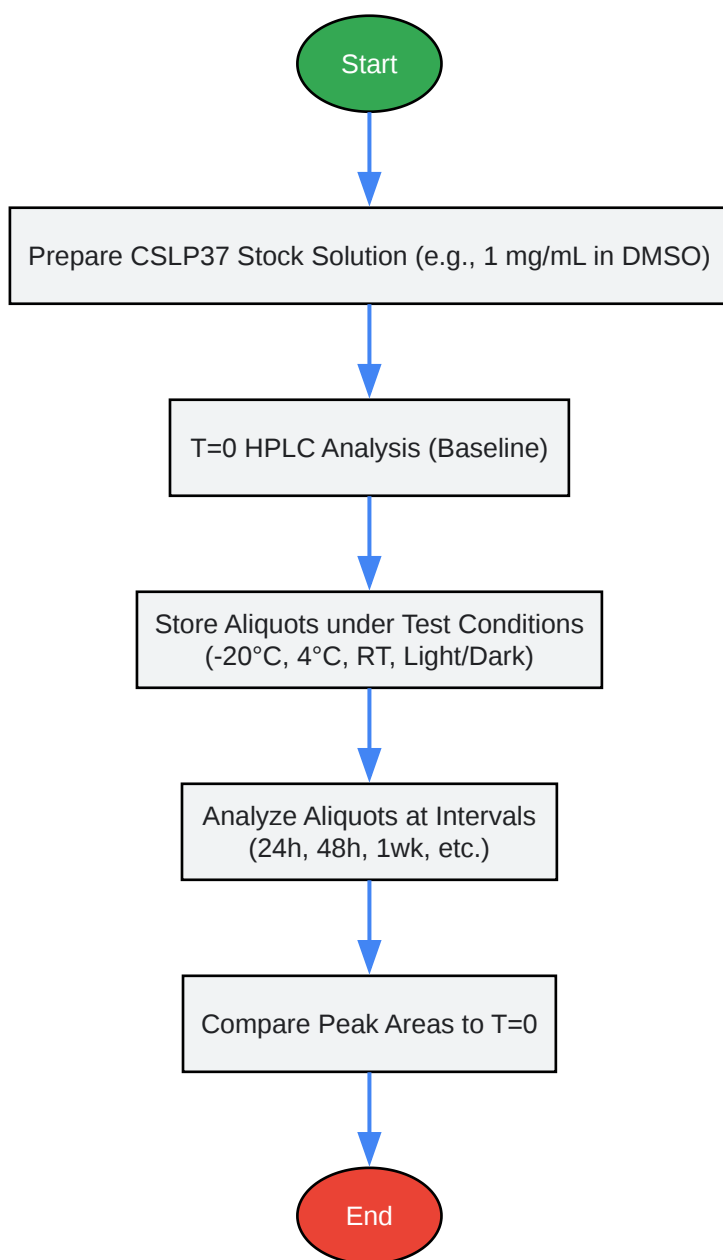 Start
Prepare CSLP37 Stock Solution (e.g., 1 mg/mL in DMSO)
T=0 HPLC Analysis (Baseline)
Store Aliquots under Test Conditions
(-20°C, 4°C, RT, Light/Dark)
Analyze Aliquots at Intervals
(24h, 48h, 1wk, etc.)
Compare Peak Areas to T=0
End